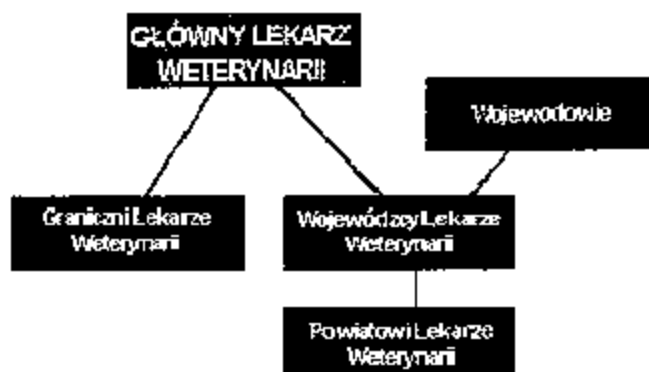 GŁÓWNY LEKARZ
WETERYNARII
Wojewodowie
Graniczni Lekarze
Weterynarii
Wojewódzcy Lekarze
Weterynarii
Powiatowi Lekarze
Weterynarii